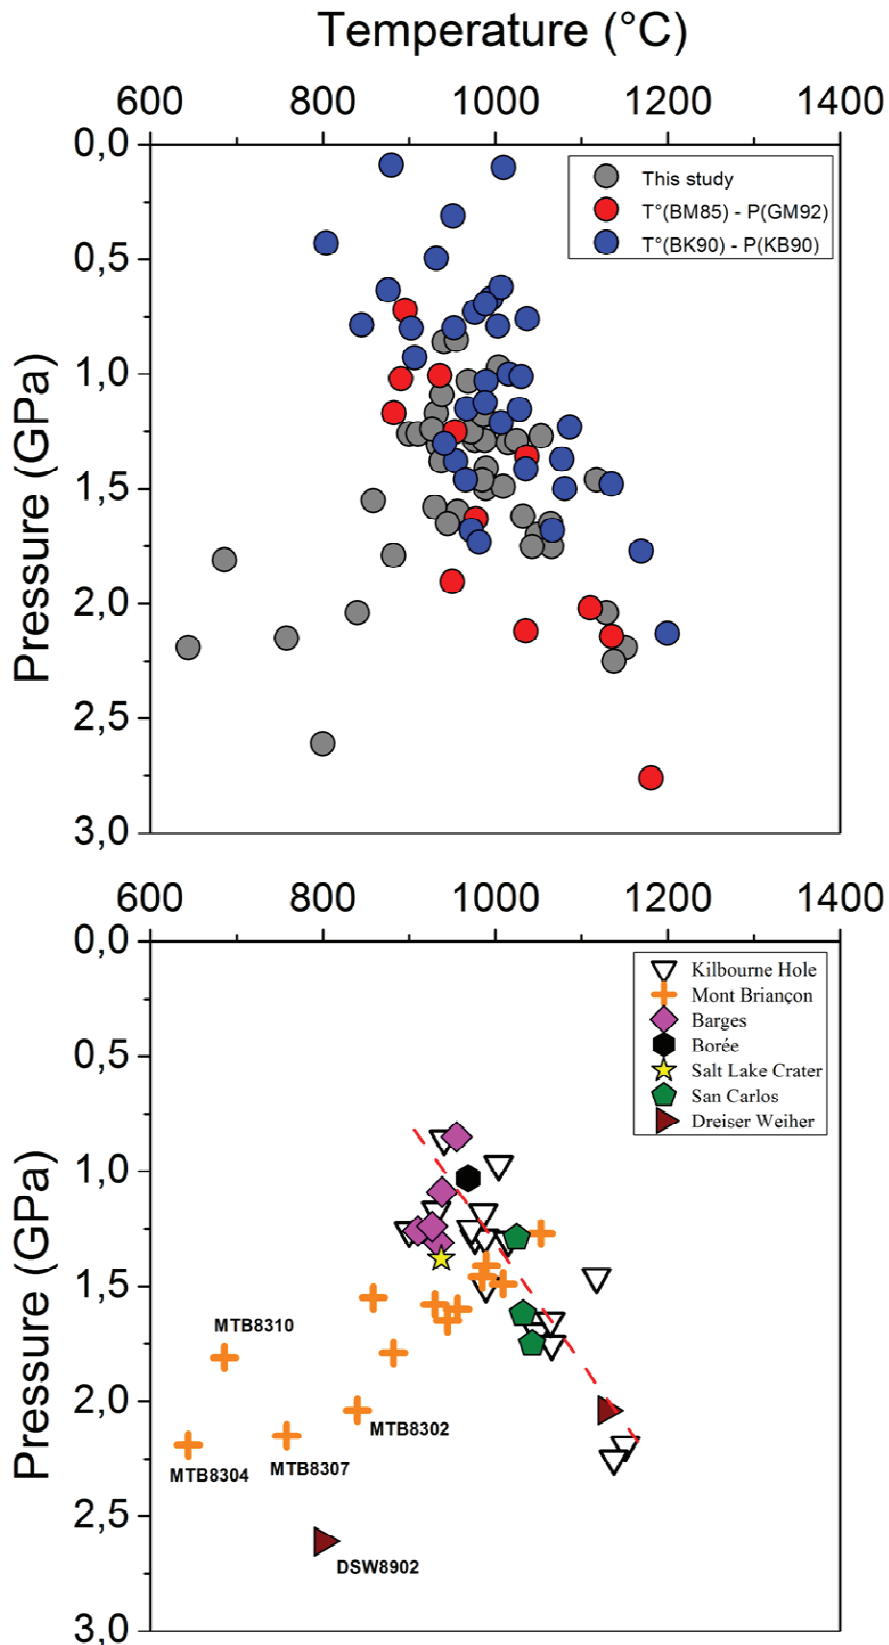 Temperature (°C)
600 800 1000 1200 1400
0,0
This study
T°(BM85) - P(GM92)
T°(BK90) - P(KB90)
0,5
1,0
Pressure (GPa)
1,5
2,0
2,5
3,0
600 800 1000 1200 1400
0,0
Kilbourne Hole
Mont Briançon
Barges
Borée
Salt Lake Crater
San Carlos
Dreiser Weiher
0,5
1,0
Pressure (GPa)
1,5
MTB8310
2,0
MTB8302
MTB8307
MTB8304
2,5
DSW8902
3,0